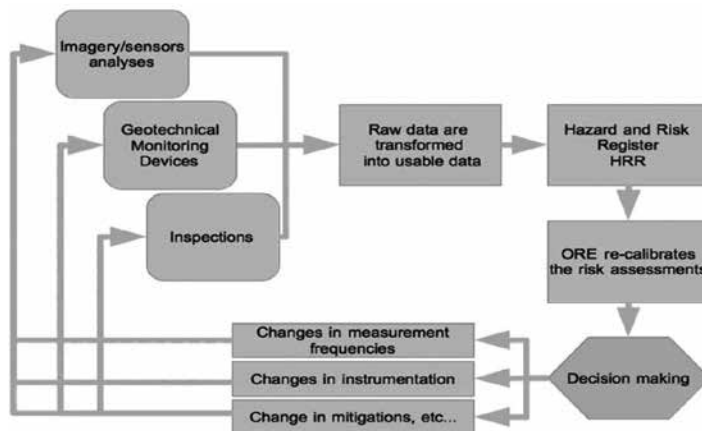 Imagery/sensors
analyses
Geotechnical
Monitoring
Devices
Inspections
Raw data are
transformed
into usable data
Hazard and Risk
Register
HRR
ORE re-calibrates
the risk assessments
Decision making
Changes in measurement
frequencies
Changes in instrumentation
Change in mitigations, etc...